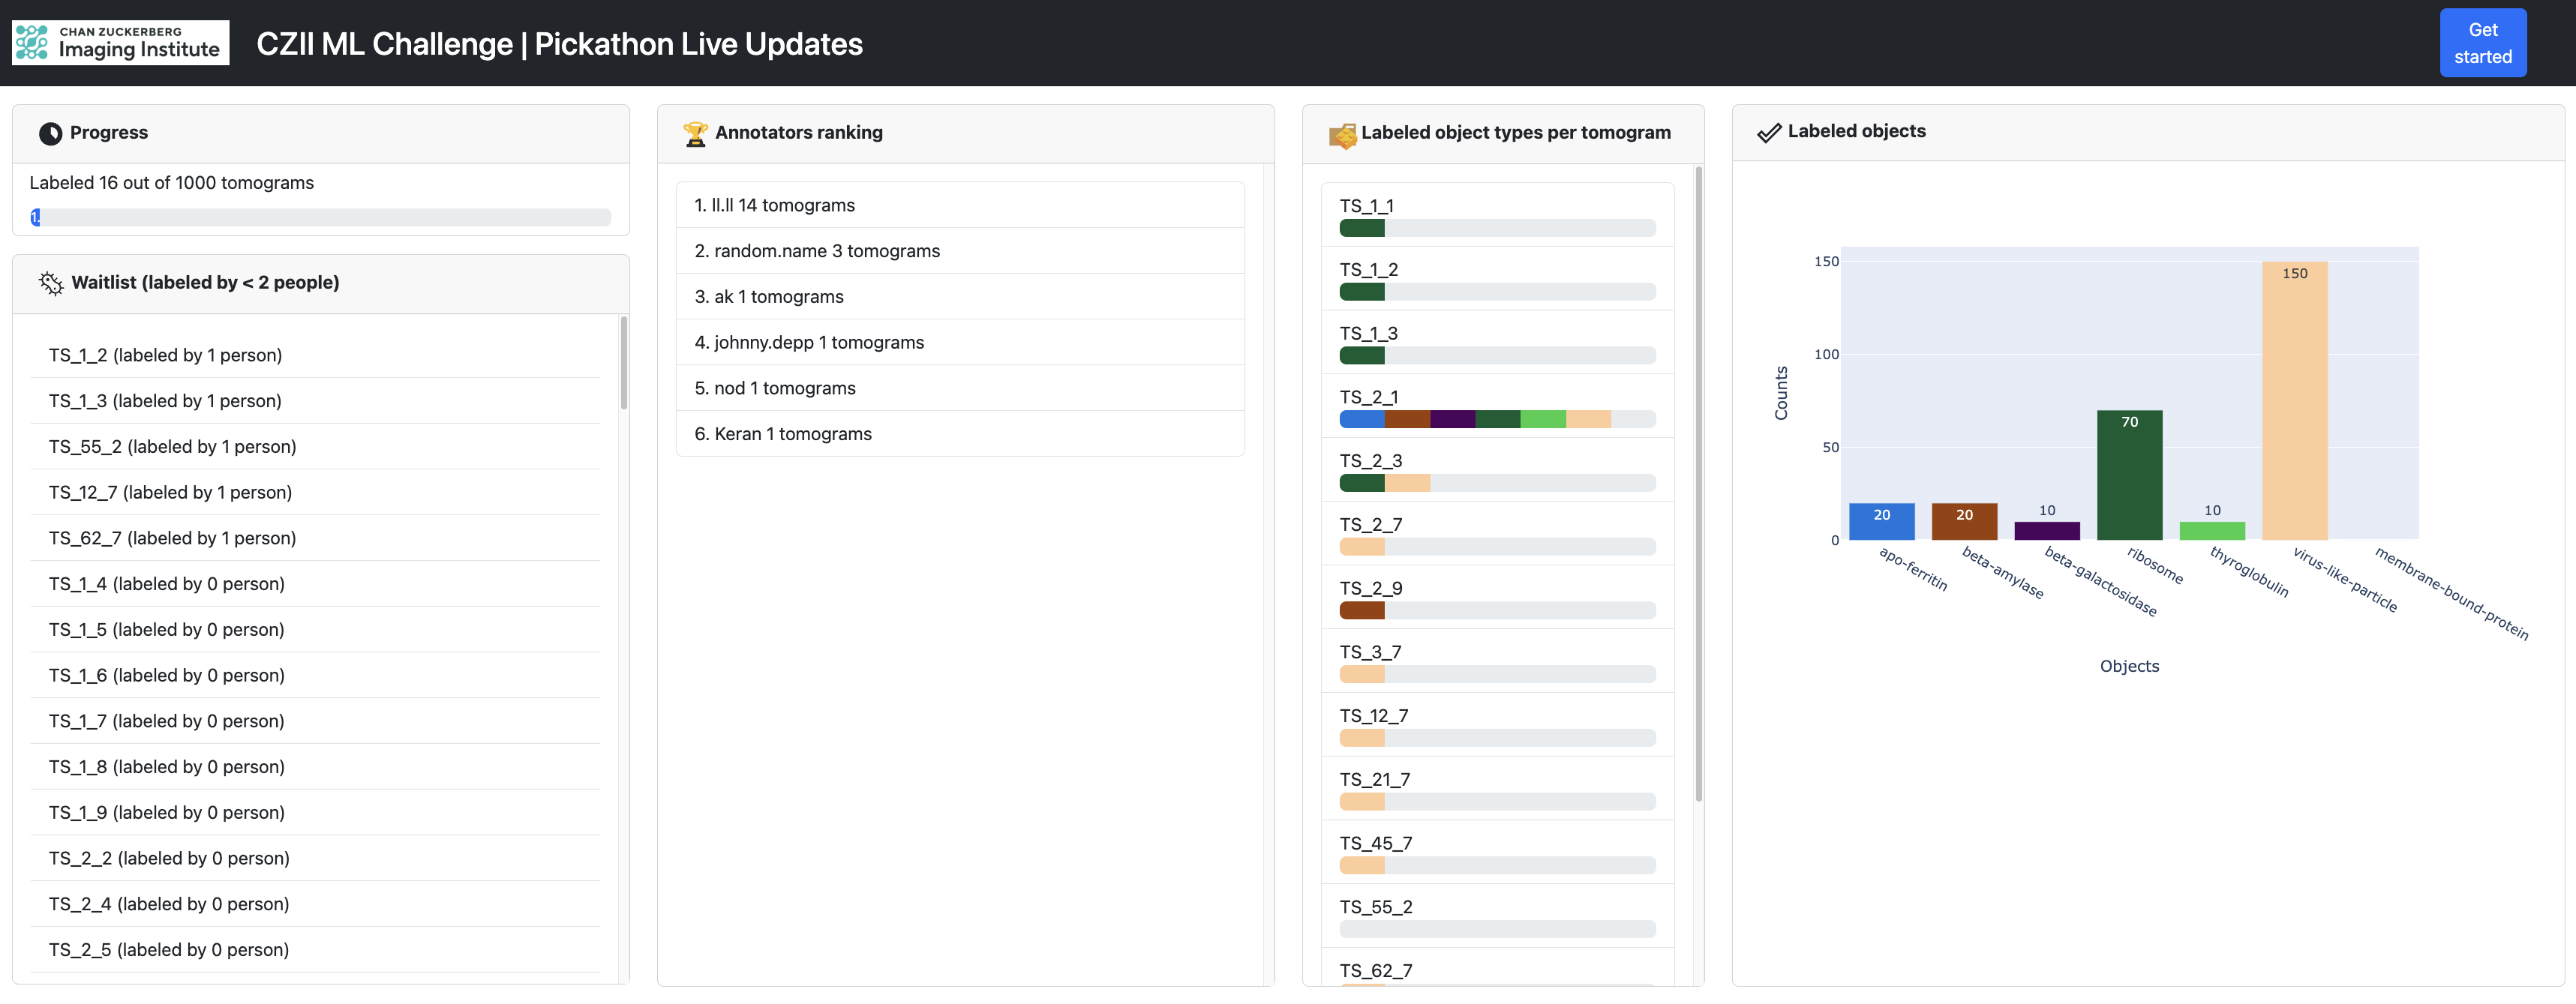 CHAN ZUCKERBERG
Imaging Institute
CZII ML Challenge | Pickathon Live Updates
Get
started
Progress
Labeled 16 out of 1000 tomograms
1.
Waitlist (labeled by < 2 people)
TS_1_2 (labeled by 1 person)
TS_1_3 (labeled by 1 person)
TS_55_2 (labeled by 1 person)
TS_12_7 (labeled by 1 person)
TS_62_7 (labeled by 1 person)
TS_1_4 (labeled by 0 person)
TS_1_5 (labeled by 0 person)
TS_1_6 (labeled by 0 person)
TS_1_7 (labeled by 0 person)
TS_1_8 (labeled by 0 person)
TS_1_9 (labeled by 0 person)
TS_2_2 (labeled by 0 person)
TS_2_4 (labeled by 0 person)
TS_2_5 (labeled by 0 person)
Annotators ranking
1. ll.ll 14 tomograms
2. random.name 3 tomograms
3. ak 1 tomograms
4. johnny.depp 1 tomograms
5. nod 1 tomograms
6. Keran 1 tomograms
Labeled object types per tomogram
TS_1_1
TS_1_2
TS_1_3
TS_2_1
TS_2_3
TS_2_7
TS_2_9
TS_3_7
TS_12_7
TS_21_7
TS_45_7
TS_55_2
TS_62_7
Labeled objects
Counts
150
100
50
0
20
20
10
70
10
150
apo-ferritin
beta-amylase
beta-galactosidase
ribosome
thyroglobulin
virus-like-particle
membrane-bound-protein
Objects